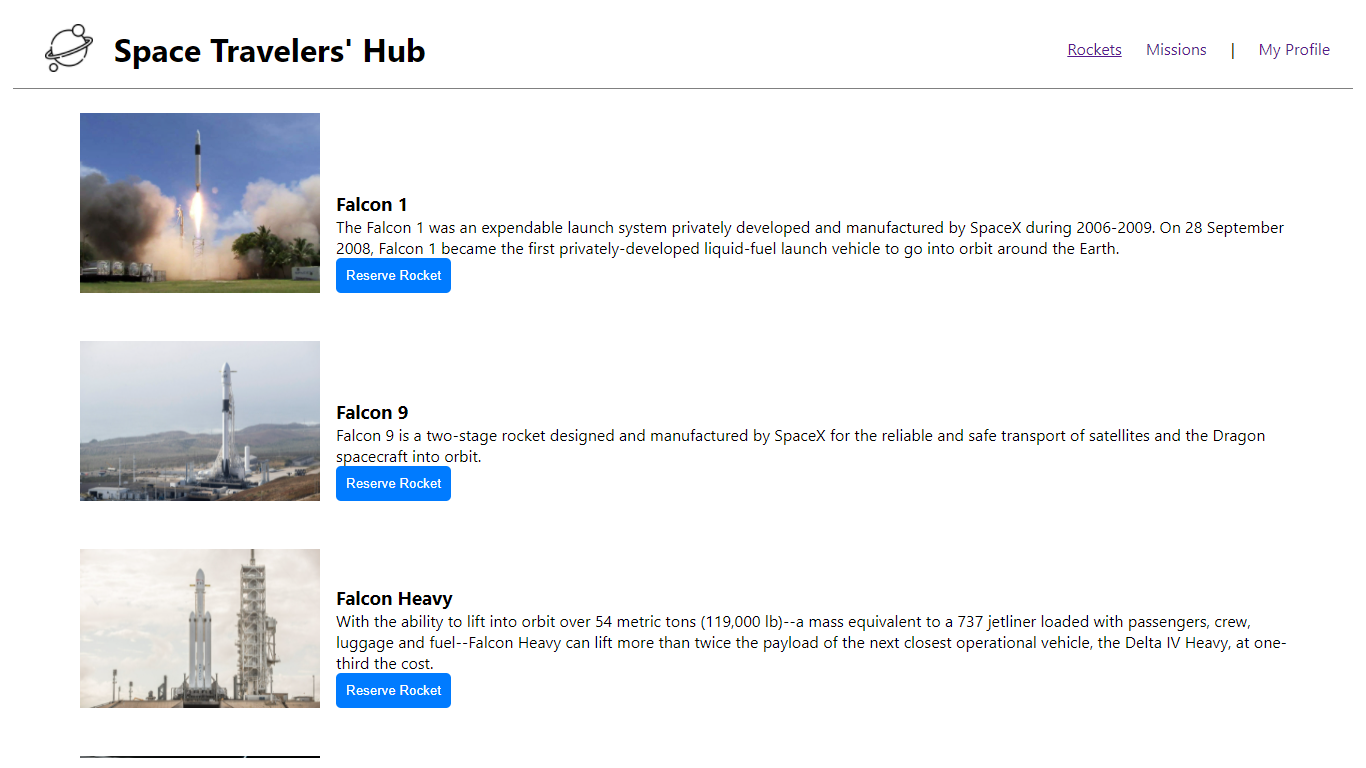 Space Travelers' Hub
Rockets Missions | My Profile
Falcon 1
The Falcon 1 was an expendable launch system privately developed and manufactured by SpaceX during 2006-2009. On 28 September
2008, Falcon 1 became the first privately-developed liquid-fuel launch vehicle to go into orbit around the Earth.
Reserve Rocket
Falcon 9
Falcon 9 is a two-stage rocket designed and manufactured by SpaceX for the reliable and safe transport of satellites and the Dragon
spacecraft into orbit.
Reserve Rocket
Falcon Heavy
With the ability to lift into orbit over 54 metric tons (119,000 lb)--a mass equivalent to a 737 jetliner loaded with passengers, crew,
luggage and fuel--Falcon Heavy can lift more than twice the payload of the next closest operational vehicle, the Delta IV Heavy, at one-
third the cost.
Reserve Rocket